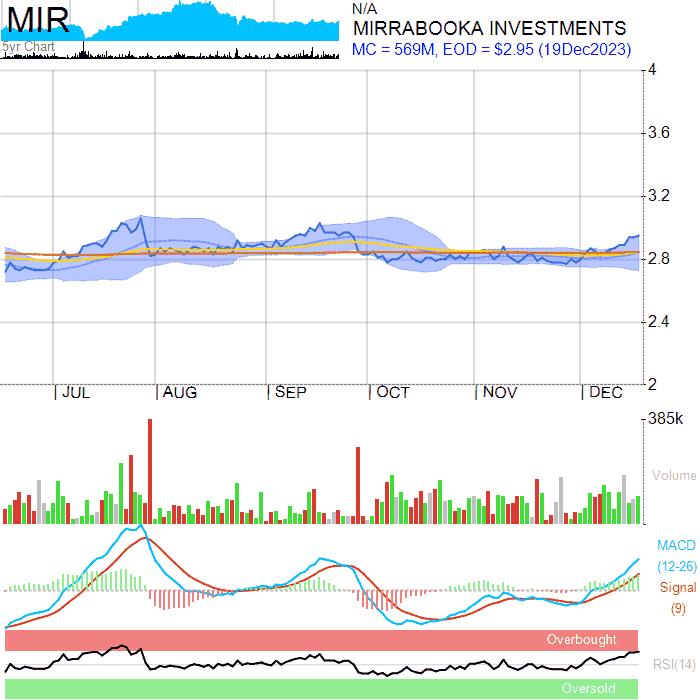 MIR
5yr Chart
N/A
MIRRABOOKA INVESTMENTS
MC = 569M, EOD = $2.95 (19Dec2023)
4
3.6
3.2
2.8
2.4
2
JUL AUG SEP OCT NOV DEC
385k
Volume
MACD
(12-26)
Signal
(9)
Overbought
RSI(14)
Oversold